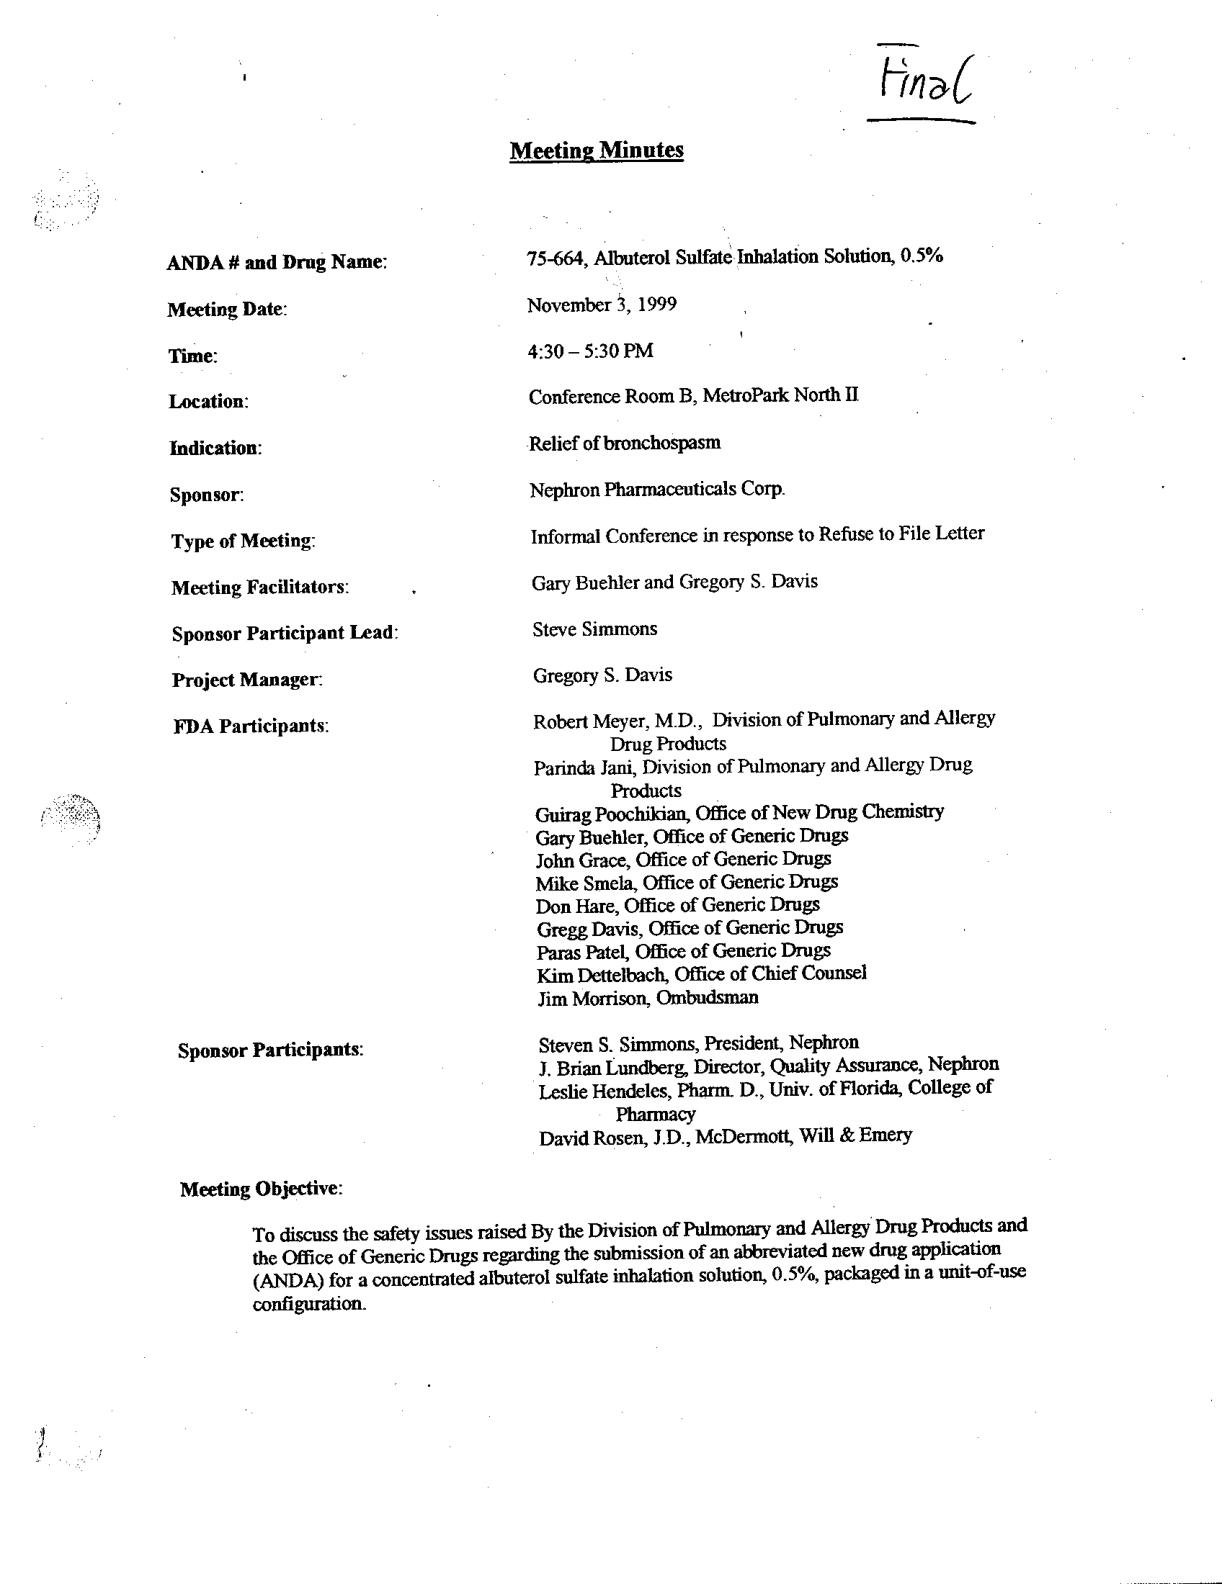 Final
Meeting Minutes
ANDA # and Drug Name: 75-664, Albuterol Sulfate Inhalation Solution, 0.5%
Meeting Date: November 3, 1999
Time: 4:30 – 5:30 PM
Location: Conference Room B, MetroPark North II
Indication: Relief of bronchospasm
Sponsor: Nephron Pharmaceuticals Corp.
Type of Meeting: Informal Conference in response to Refuse to File Letter
Meeting Facilitators: Gary Buehler and Gregory S. Davis
Sponsor Participant Lead: Steve Simmons
Project Manager: Gregory S. Davis
FDA Participants: Robert Meyer, M.D., Division of Pulmonary and Allergy
Drug Products
Parinda Jani, Division of Pulmonary and Allergy Drug
Products
Guirag Poochikian, Office of New Drug Chemistry
Gary Buehler, Office of Generic Drugs
John Grace, Office of Generic Drugs
Mike Smela, Office of Generic Drugs
Don Hare, Office of Generic Drugs
Gregg Davis, Office of Generic Drugs
Paras Patel, Office of Generic Drugs
Kim Dettelbach, Office of Chief Counsel
Jim Morrison, Ombudsman
Sponsor Participants: Steven S. Simmons, President, Nephron
J. Brian Lundberg, Director, Quality Assurance, Nephron
Leslie Hendeles, Pharm. D., Univ. of Florida, College of
Pharmacy
David Rosen, J.D., McDermott, Will & Emery
Meeting Objective:
To discuss the safety issues raised By the Division of Pulmonary and Allergy Drug Products and
the Office of Generic Drugs regarding the submission of an abbreviated new drug application
(ANDA) for a concentrated albuterol sulfate inhalation solution, 0.5%, packaged in a unit-of-use
configuration.